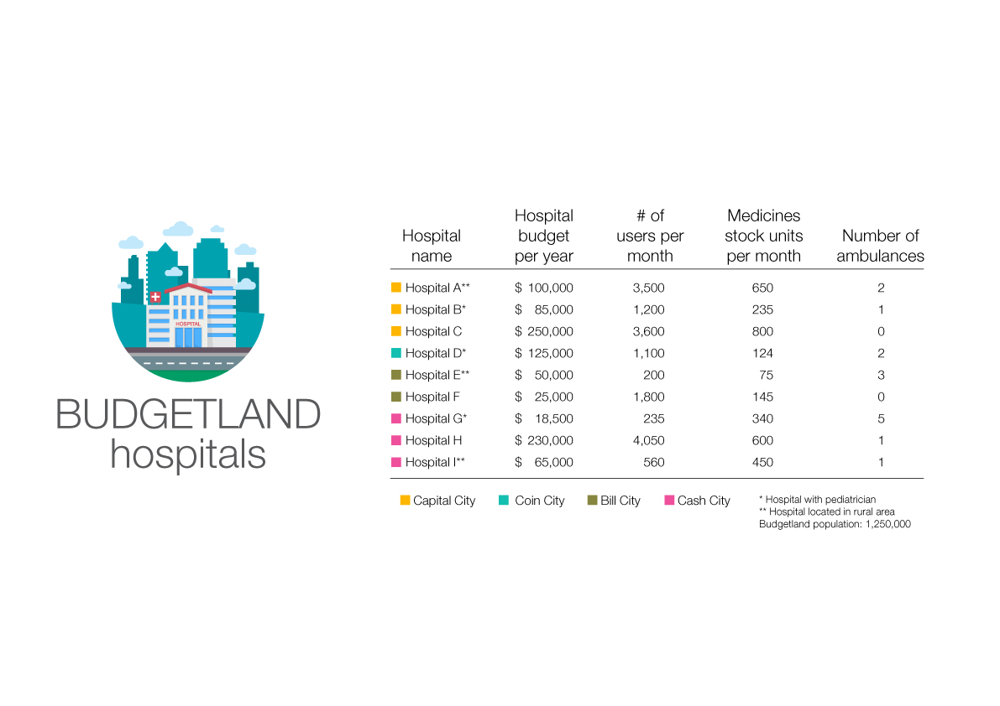 HOSPITAL
BUDGETLAND
hospitals
Hospital name
Hospital budget per year
# of users per month
Medicines stock units per month
Number of ambulances
Hospital A** $ 100,000 3,500 650 2
Hospital B* $ 85,000 1,200 235 1
Hospital C $ 250,000 3,600 800 0
Hospital D* $ 125,000 1,100 124 2
Hospital E** $ 50,000 200 75 3
Hospital F $ 25,000 1,800 145 0
Hospital G* $ 18,500 235 340 5
Hospital H $ 230,000 4,050 600 1
Hospital I** $ 65,000 560 450 1
Capital City Coin City Bill City Cash City
* Hospital with pediatrician
** Hospital located in rural area
Budgetland population: 1,250,000